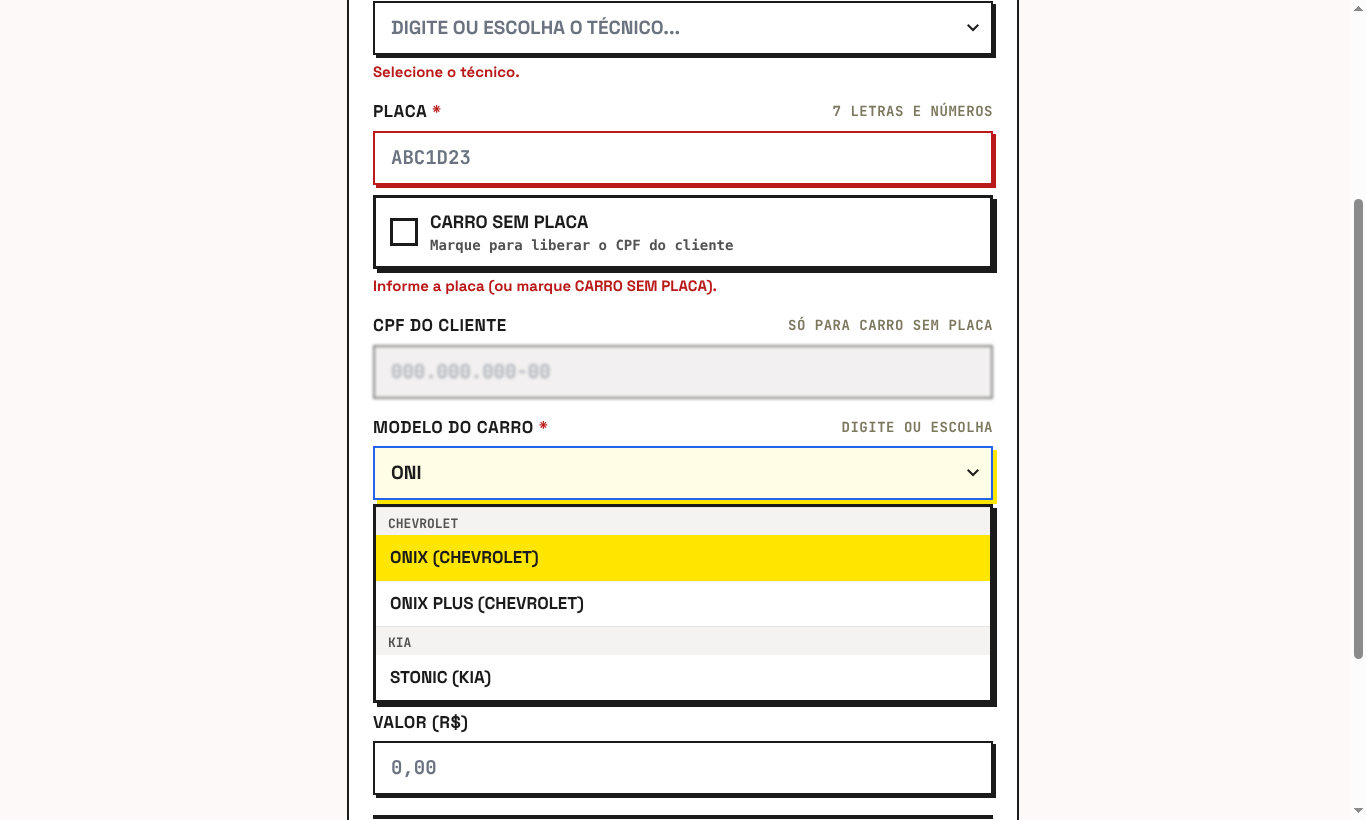 DIGITE OU ESCOLHA O TÉCNICO...
Selecione o técnico.
PLACA * 7 LETRAS E NÚMEROS
ABC1D23
CARRO SEM PLACA
Marque para liberar o CPF do cliente
Informe a placa (ou marque CARRO SEM PLACA).
CPF DO CLIENTE SÓ PARA CARRO SEM PLACA
000.000.000-00
MODELO DO CARRO * DIGITE OU ESCOLHA
ONI
CHEVROLET
ONIX (CHEVROLET)
ONIX PLUS (CHEVROLET)
KIA
STONIC (KIA)
VALOR (R$)
0,00